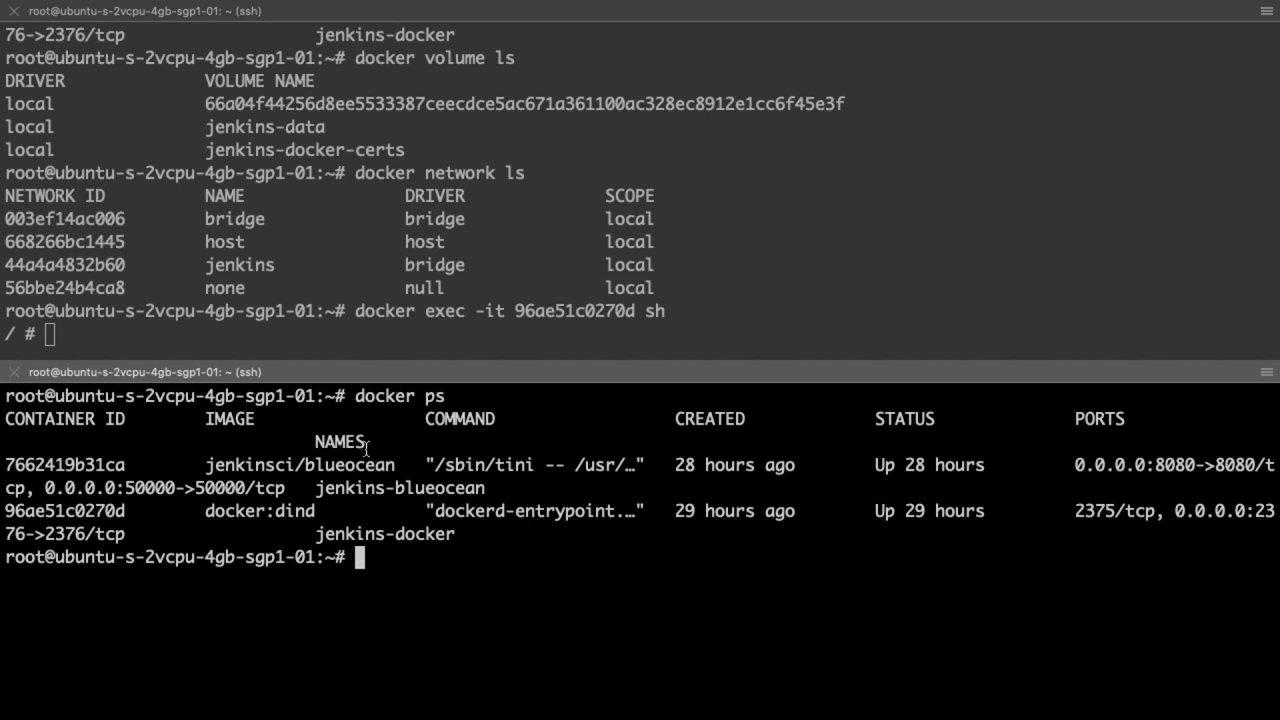 root@ubuntu-s-2vcpu-4gb-sgp1-01: ~ (ssh)
76->2376/tcp                   jenkins-docker
root@ubuntu-s-2vcpu-4gb-sgp1-01:~# docker volume ls
DRIVER              VOLUME NAME
local               66a04f44256d8ee5533387ceecdce5ac671a361100ac328ec8912e1cc6f45e3f
local               jenkins-data
local               jenkins-docker-certs
root@ubuntu-s-2vcpu-4gb-sgp1-01:~# docker network ls
NETWORK ID          NAME                DRIVER              SCOPE
003ef14ac006        bridge              bridge              local
668266bc1445        host                host                local
44a4a4832b60        jenkins             bridge              local
56bbe24b4ca8        none                null                local
root@ubuntu-s-2vcpu-4gb-sgp1-01:~# docker exec -it 96ae51c0270d sh
/ #
root@ubuntu-s-2vcpu-4gb-sgp1-01: ~ (ssh)
root@ubuntu-s-2vcpu-4gb-sgp1-01:~# docker ps
CONTAINER ID        IMAGE                 COMMAND                  CREATED             STATUS              PORTS
                               NAMES
7662419b31ca        jenkinsci/blueocean   "/sbin/tini -- /usr/…"   28 hours ago        Up 28 hours         0.0.0.0:8080->8080/t
cp, 0.0.0.0:50000->50000/tcp   jenkins-blueocean
96ae51c0270d        docker:dind           "dockerd-entrypoint.…"   29 hours ago        Up 29 hours         2375/tcp, 0.0.0.0:23
76->2376/tcp                   jenkins-docker
root@ubuntu-s-2vcpu-4gb-sgp1-01:~#